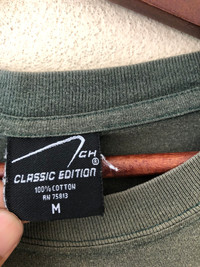 CH
®
CLASSIC EDITION
100% COTTON
RN 75813
M